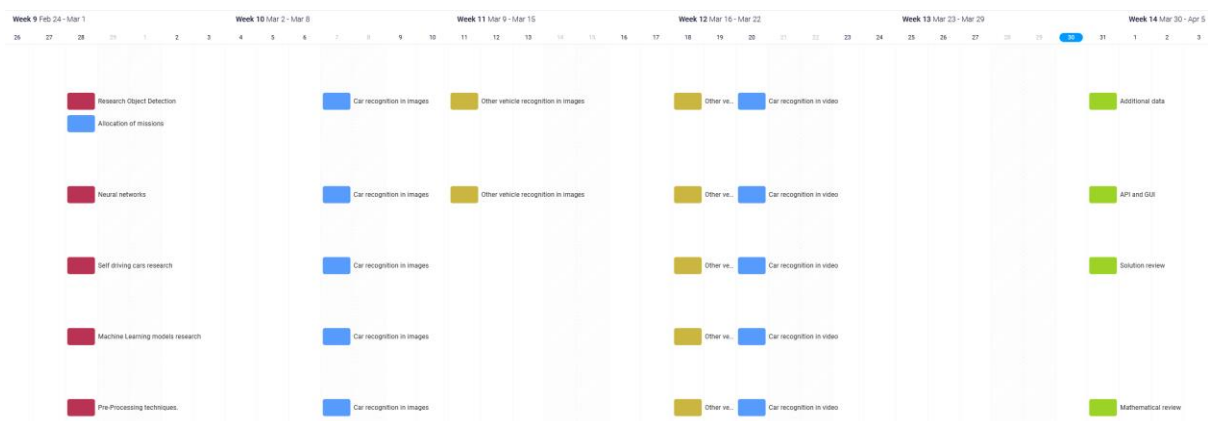 Week 9 Feb 24 - Mar 1 Week 10 Mar 2 - Mar 8 Week 11 Mar 9 - Mar 15 Week 12 Mar 16 - Mar 22 Week 13 Mar 23 - Mar 29 Week 14 Mar 30 - Apr 5
26 27 28 29 1 2 3 4 5 6 7 8 9 10 11 12 13 14 15 16 17 18 19 20 21 22 23 24 25 26 27 28 29 30 31 1 2 3
Research Object Detection Car recognition in images Other vehicle recognition in images Other ve... Car recognition in video Additional data
Allocation of missions
Neural networks Car recognition in images Other vehicle recognition in images Other ve... Car recognition in video API and GUI
Self driving cars research Car recognition in images Other ve... Car recognition in video Solution review
Machine Learning models research Car recognition in images Other ve... Car recognition in video
Pre-Processing techniques. Car recognition in images Other ve... Car recognition in video Mathematical review